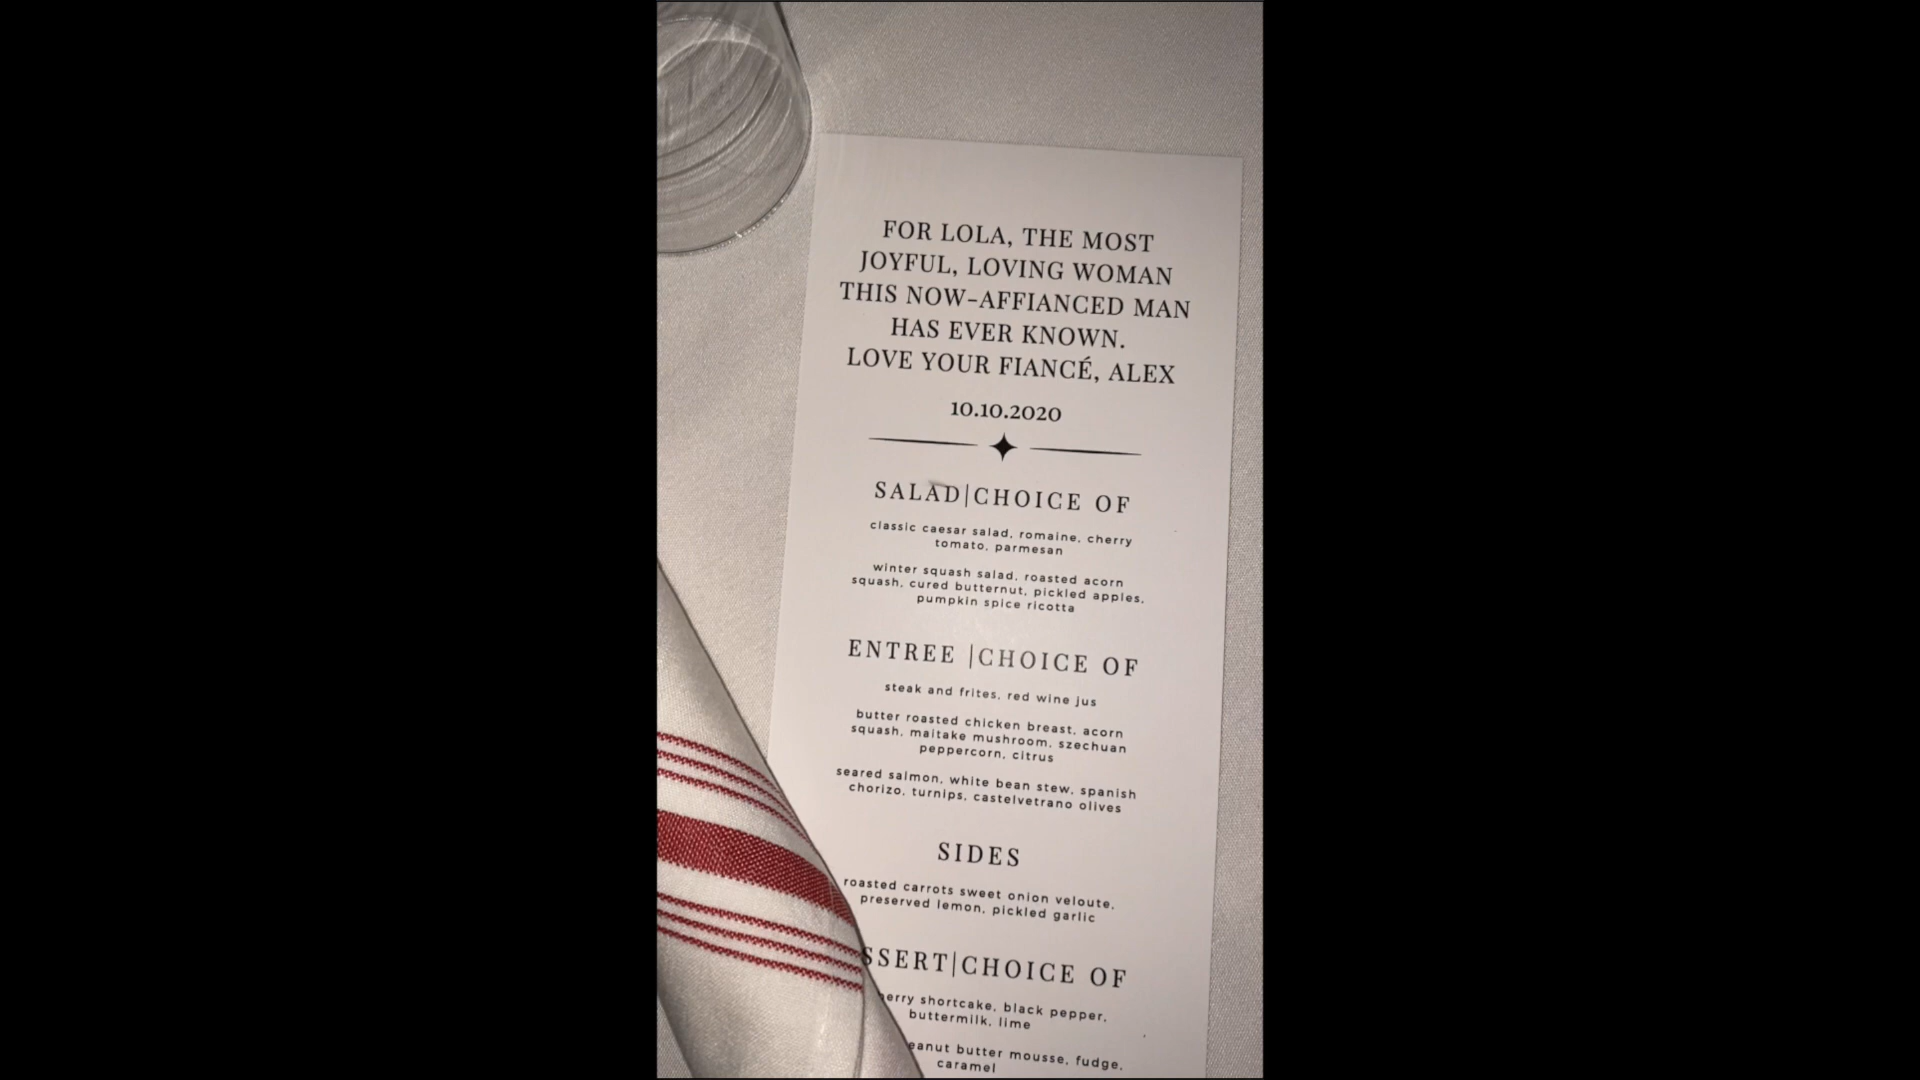 FOR LOLA, THE MOST
JOYFUL, LOVING WOMAN
THIS NOW-AFFIANCED MAN
HAS EVER KNOWN.
LOVE YOUR FIANCÉ, ALEX
10.10.2020
SALAD|CHOICE OF
classic caesar salad, romaine, cherry
tomato, parmesan
winter squash salad, roasted acorn
squash, cured butternut, pickled apples,
pumpkin spice ricotta
ENTREE |CHOICE OF
steak and frites, red wine jus
butter roasted chicken breast, acorn
squash, maitake mushroom, szechuan
peppercorn, citrus
seared salmon, white bean stew, spanish
chorizo, turnips, castelvetrano olives
SIDES
roasted carrots sweet onion veloute,
preserved lemon, pickled garlic
SSERT|CHOICE OF
erry shortcake, black pepper,
buttermilk, lime
eanut butter mousse, fudge,
caramel